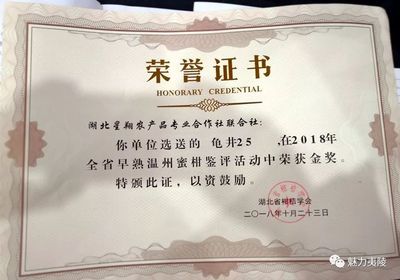 荣誉证书
HONORARY CREDENTIAL
湖北星翔农产品专业合作社联合会:
你单位选送的 龟井25 ,在2018年
全省早熟温州蜜柑鉴评活动中荣获金奖。
特颁此证,以资鼓励。
湖北省柑桔学会
二〇一八年十月二十三日
魅力夷陵